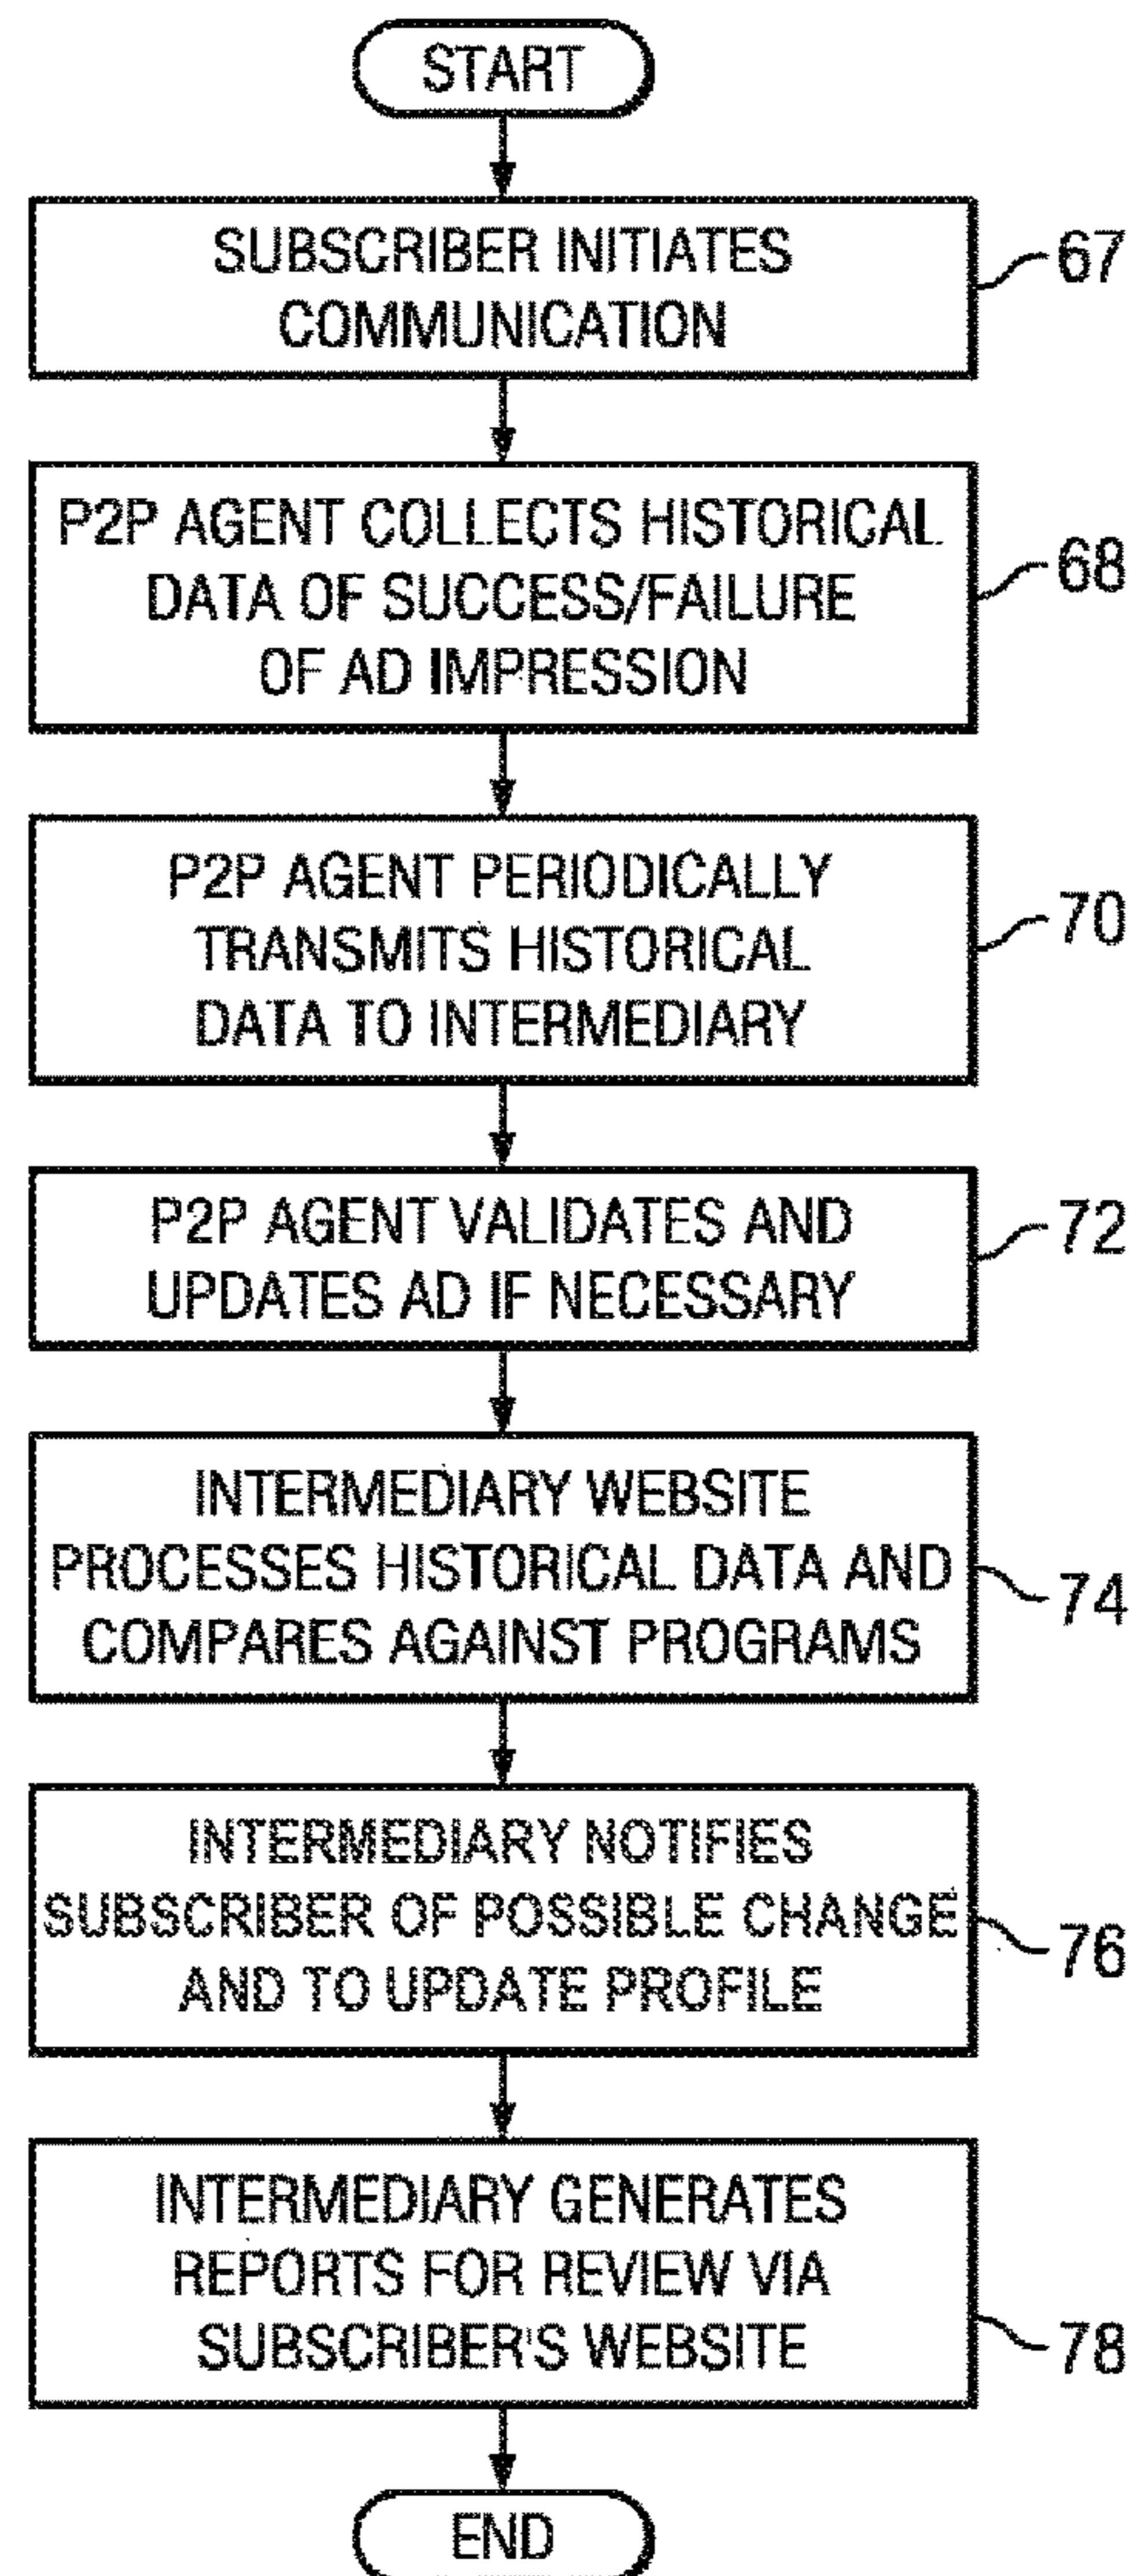 START
SUBSCRIBER INITIATES
COMMUNICATION
67
P2P AGENT COLLECTS HISTORICAL
DATA OF SUCCESS/FAILURE
OF AD IMPRESSION
68
P2P AGENT PERIODICALLY
TRANSMITS HISTORICAL
DATA TO INTERMEDIARY
70
P2P AGENT VALIDATES AND
UPDATES AD IF NECESSARY
72
INTERMEDIARY WEBSITE
PROCESSES HISTORICAL DATA AND
COMPARES AGAINST PROGRAMS
74
INTERMEDIARY NOTIFIES
SUBSCRIBER OF POSSIBLE CHANGE
AND TO UPDATE PROFILE
76
INTERMEDIARY GENERATES
REPORTS FOR REVIEW VIA
SUBSCRIBER'S WEBSITE
78
END